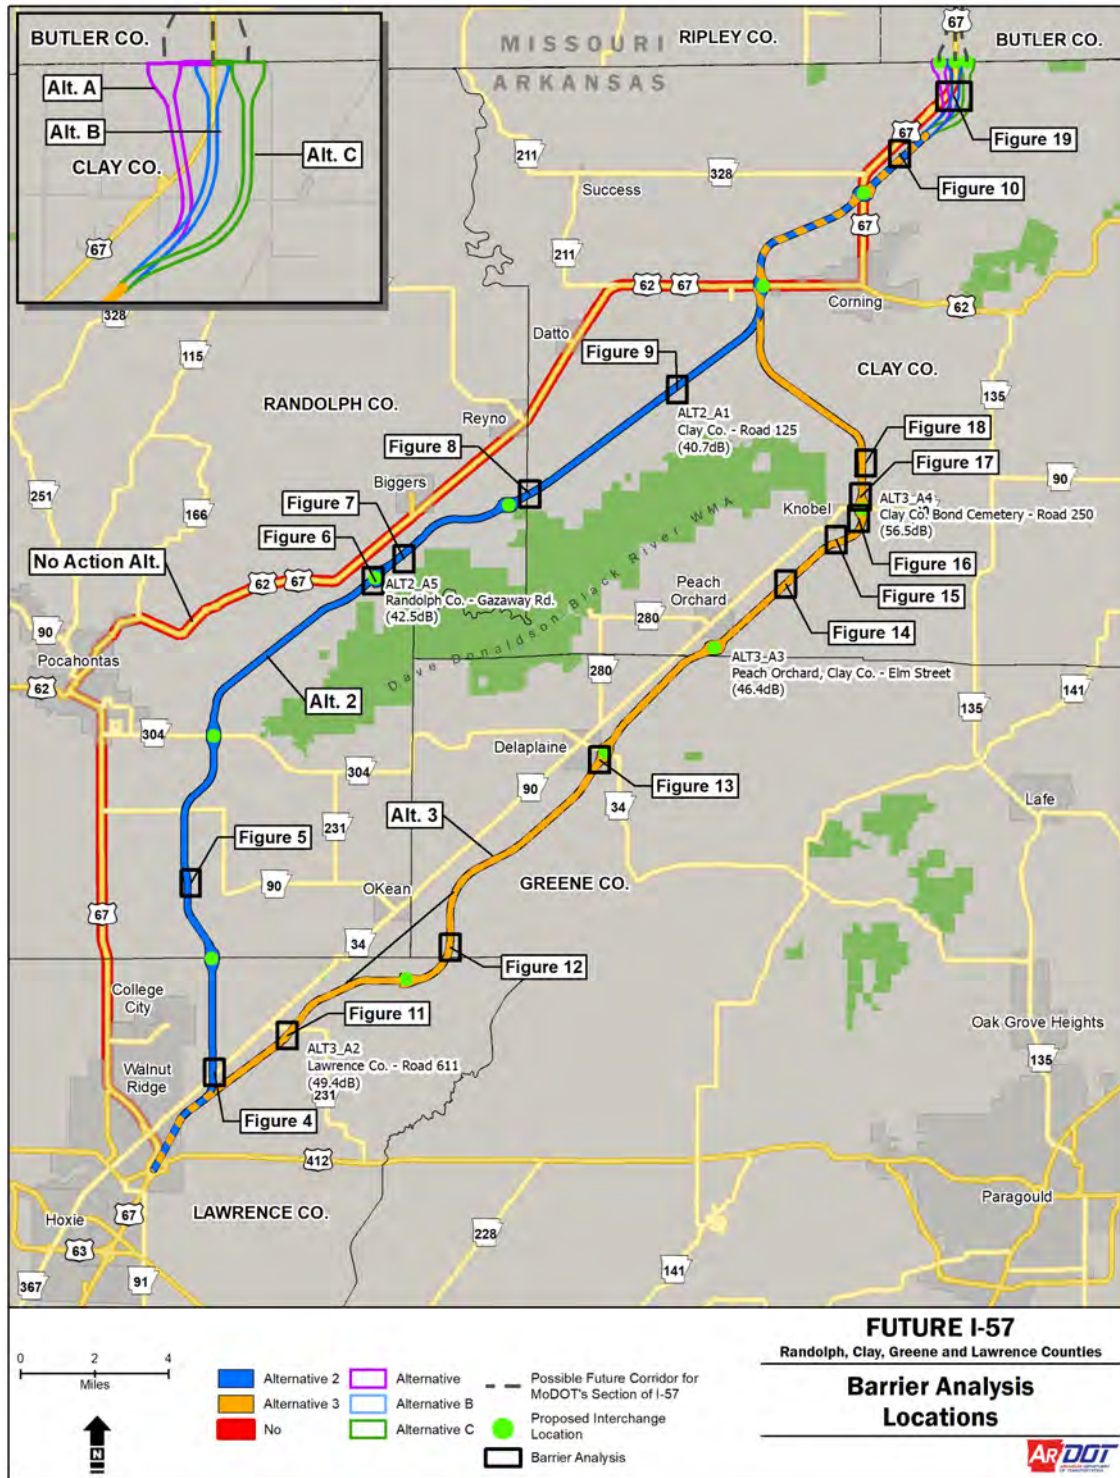 BUTLER CO.
Alt. A
Alt. B
Alt. C
CLAY CO.
67
67
MISSOURI
ARKANSAS
RIPLEY CO.
BUTLER CO.
Figure 19
67
Figure 10
211
Success
328
67
211
62
67
Corning
62
328
115
Datto
Figure 9
CLAY CO.
135
RANDOLPH CO.
Reyno
ALT2_A1
Clay Co. - Road 125
(40.7dB)
Figure 8
Figure 18
Figure 17
90
251
Biggers
Figure 7
166
Knobel
ALT3_A4
Clay Co. Bond Cemetery - Road 250
(56.5dB)
Figure 6
No Action Alt.
62
67
ALT2_A5
Randolph Co. - Gazaway Rd.
(42.5dB)
Dave Donaldson Black River WMA
Figure 16
Figure 15
Peach
Orchard
Figure 14
280
90
Pocahontas
62
Alt. 2
280
ALT3_A3
Peach Orchard, Clay Co. - Elm Street
(46.4dB)
141
135
304
Delaplaine
304
90
Figure 13
34
Alt. 3
Lafe
231
Figure 5
90
OKean
GREENE CO.
67
34
Figure 12
College
City
Figure 11
Oak Grove Heights
Walnut
Ridge
ALT3_A2
Lawrence Co. - Road 611
(49.4dB)
231
135
Figure 4
412
Paragould
LAWRENCE CO.
Hoxie
67
63
228
141
367
91
0 2 4
Miles
N
Alternative 2
Alternative 3
No
Alternative
Alternative B
Alternative C
Possible Future Corridor for
MoDOT's Section of I-57
Proposed Interchange
Location
Barrier Analysis
FUTURE I-57
Randolph, Clay, Greene and Lawrence Counties
Barrier Analysis
Locations
ARDOT